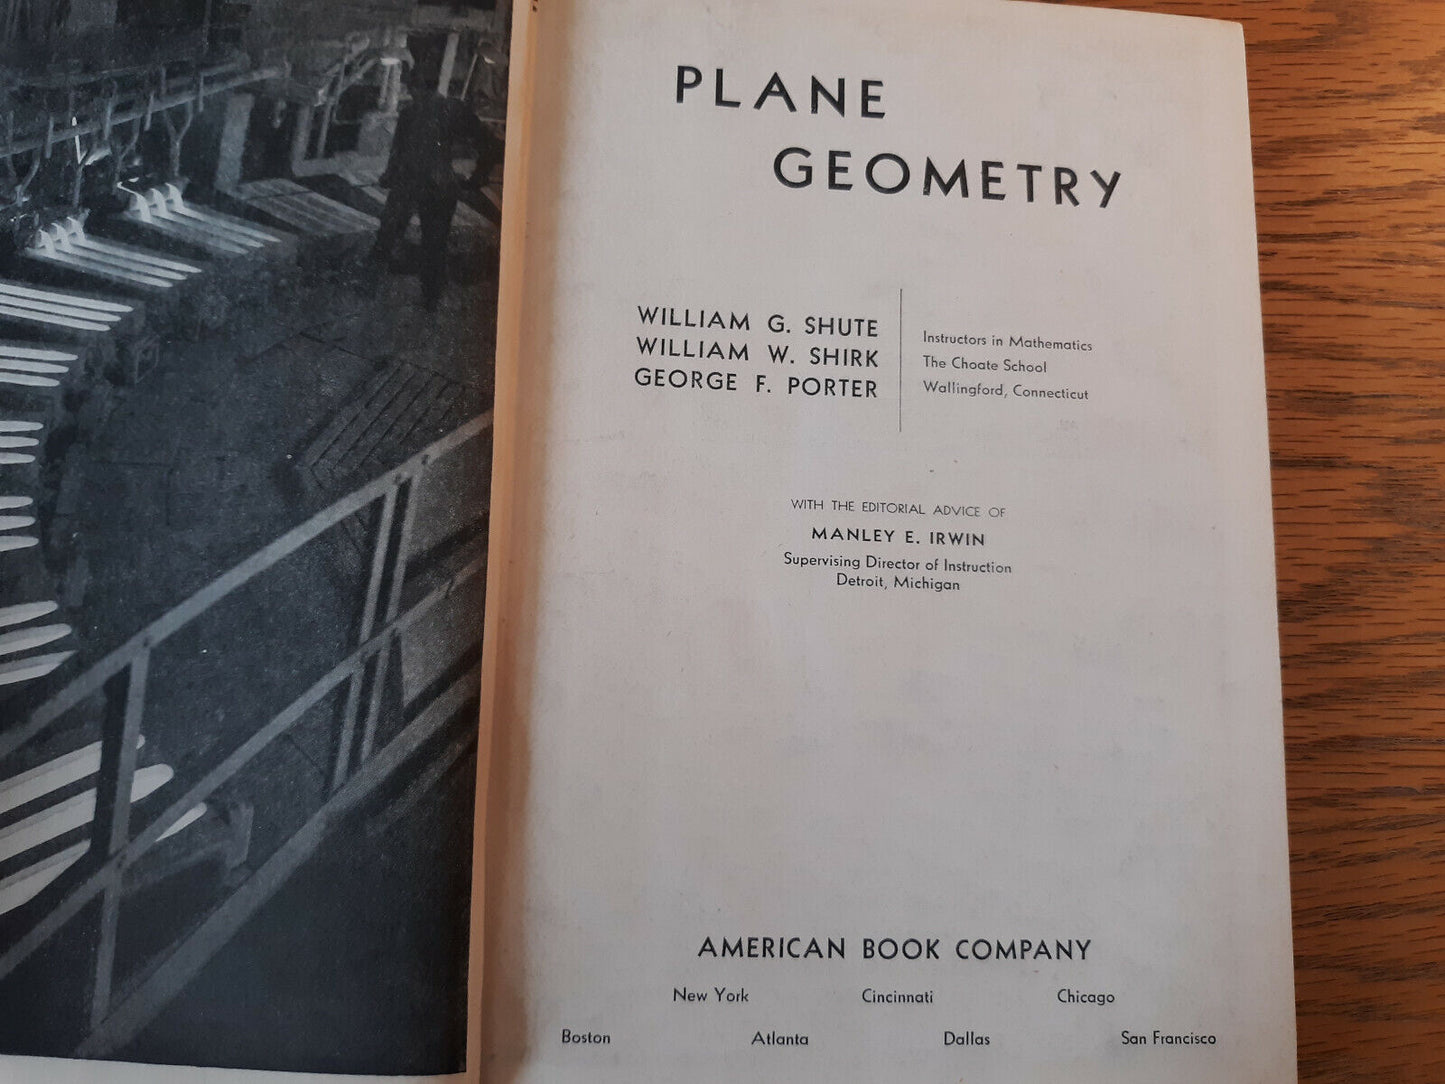 PLANE
GEOMETRY
WILLIAM G. SHUTE
WILLIAM W. SHIRK
GEORGE F. PORTER
Instructors in Mathematics
The Choate School
Wallingford, Connecticut
WITH THE EDITORIAL ADVICE OF
MANLEY E. IRWIN
Supervising Director of Instruction
Detroit, Michigan
AMERICAN BOOK COMPANY
New York Cincinnati Chicago
Boston Atlanta Dallas San Francisco